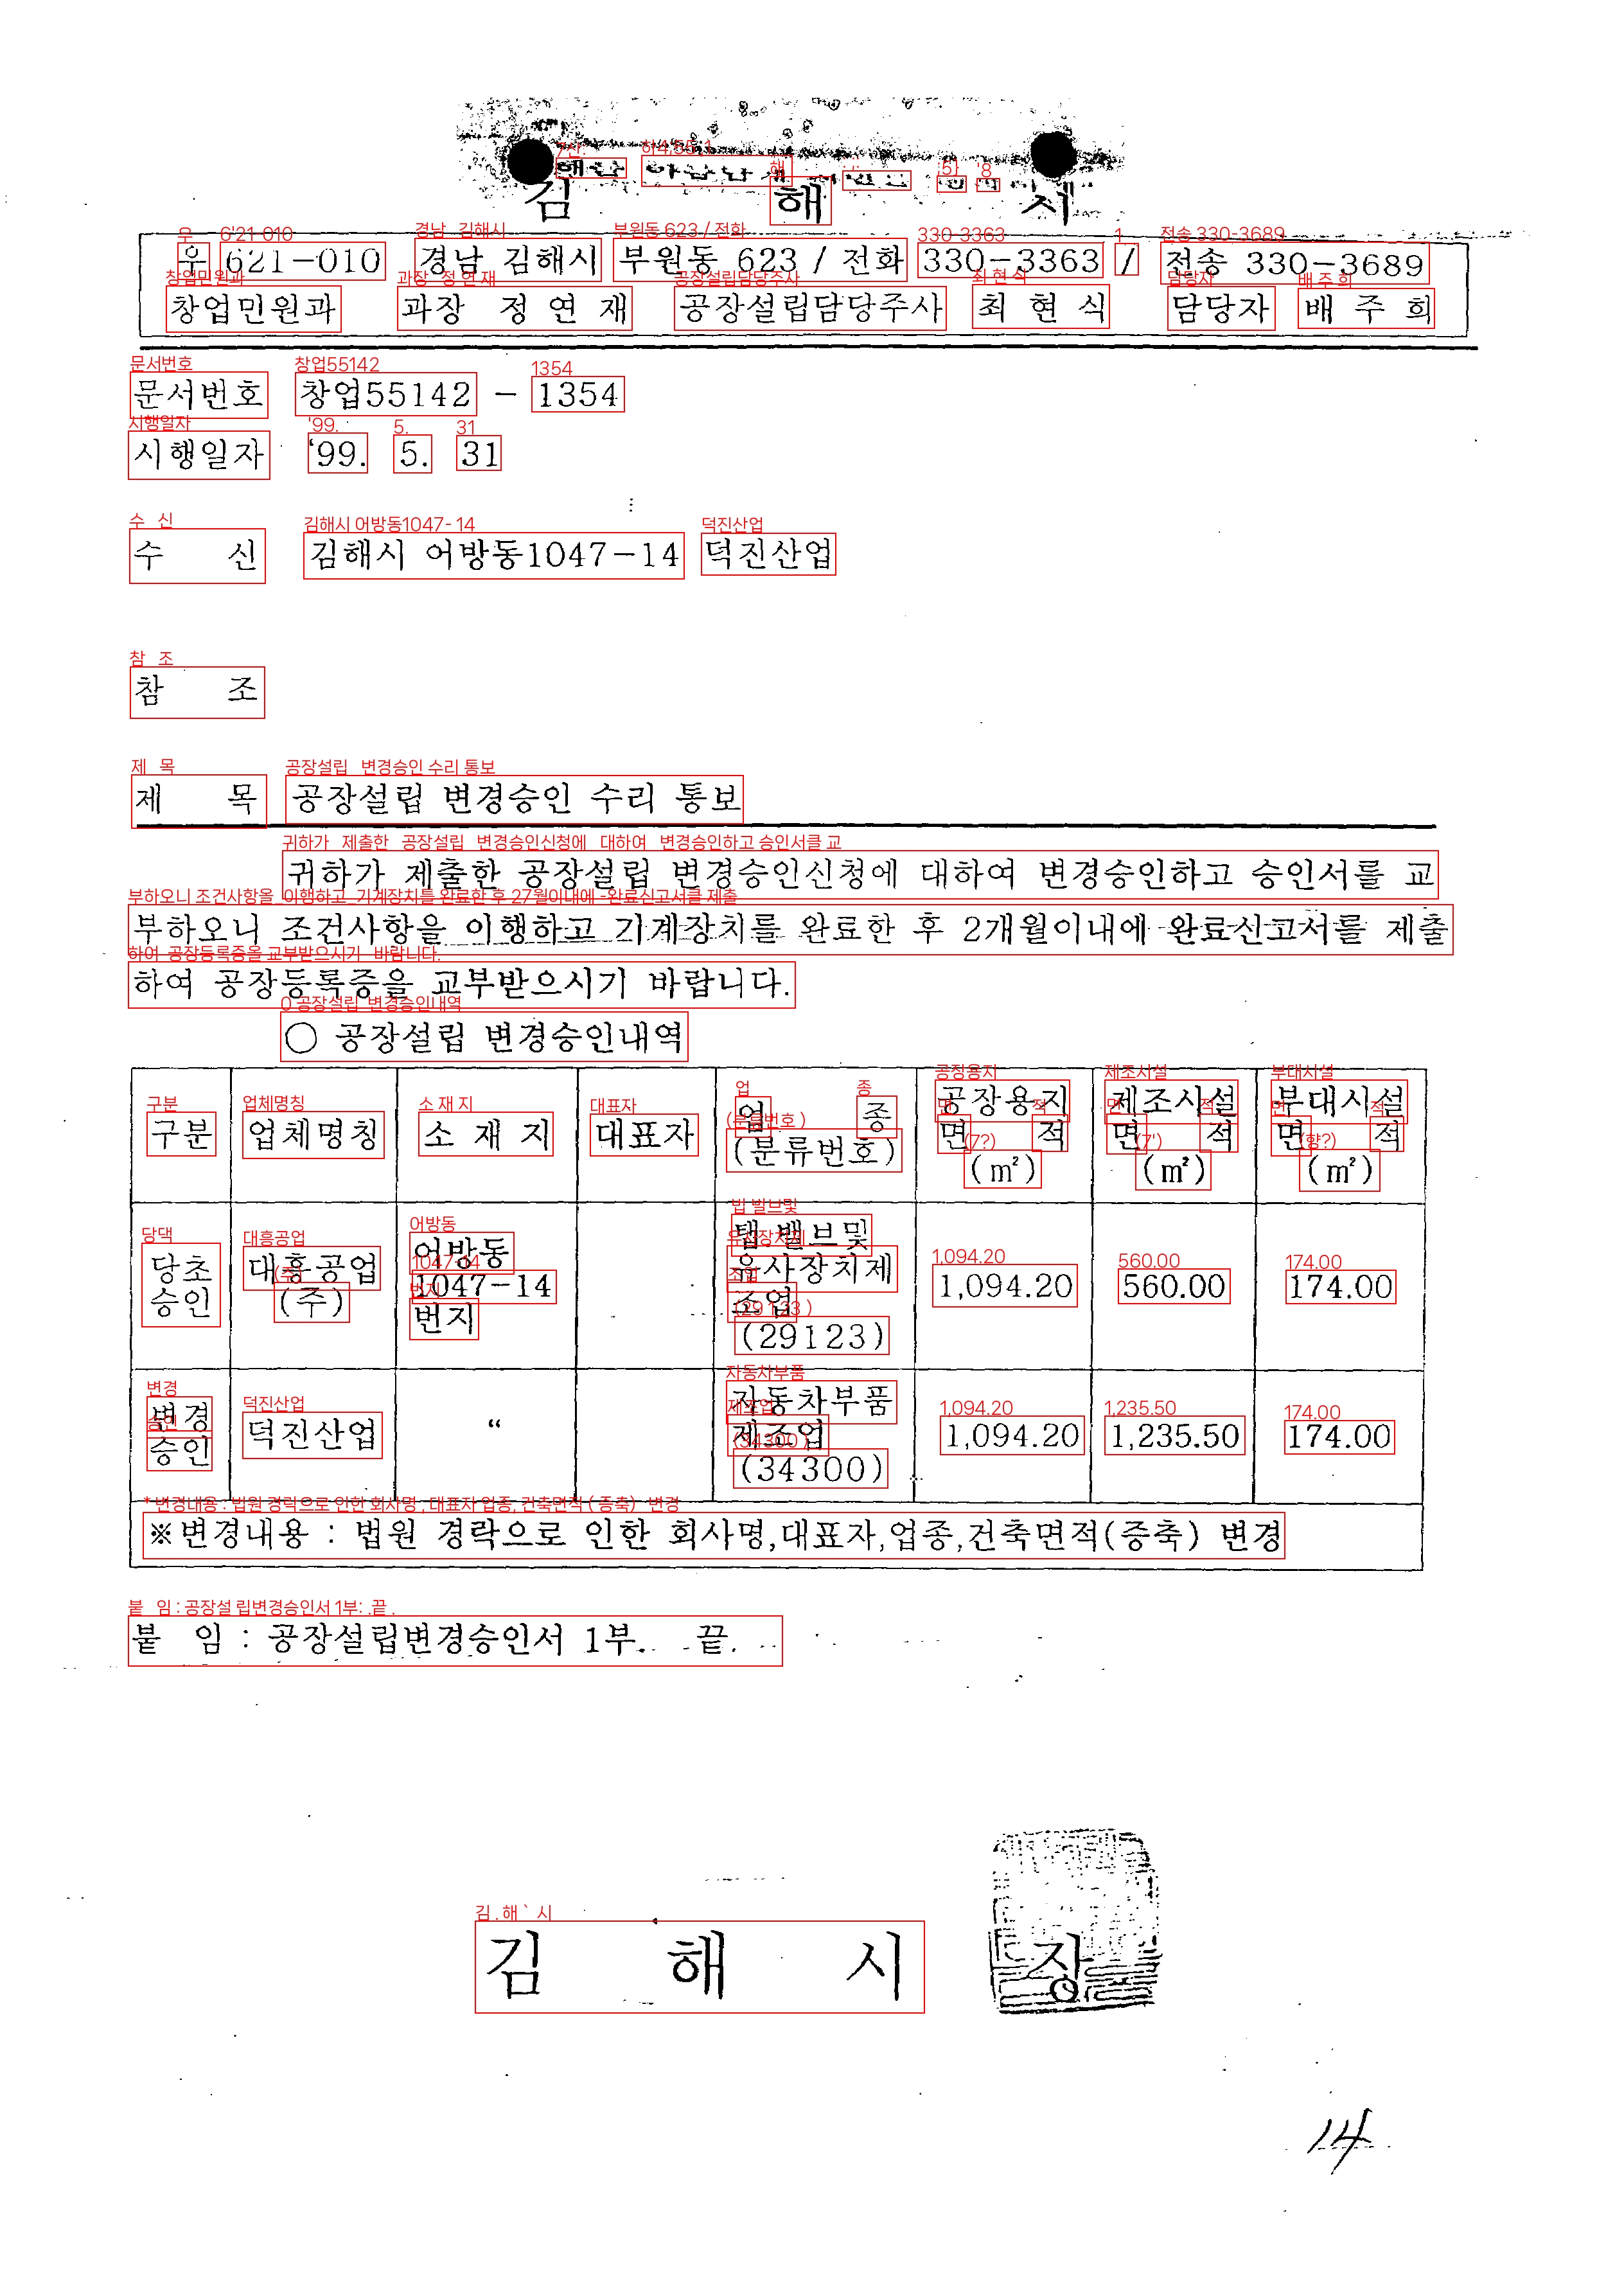 김 해 시
우 621-010 경남 김해시 부원동 623 / 전화 330-3363 / 전송 330-3689
창업민원과 과장 정 연 재 공장설립담당주사 최 현 식 담당자 배 주 희
문서번호 창업55142 - 1354
시행일자 '99. 5. 31
수 신 김해시 어방동1047-14 덕진산업
참 조
제 목 공장설립 변경승인 수리 통보
귀하가 제출한 공장설립 변경승인신청에 대하여 변경승인하고 승인서를 교
부하오니 조건사항을 이행하고 기계장치를 완료한 후 2개월이내에 완료신고서를 제출
하여 공장등록증을 교부받으시기 바랍니다.
○ 공장설립 변경승인내역
구분 업체명칭 소 재 지 대표자 업 종 (분류번호) 공장용지 면 적 (㎡) 제조시설 면 적 (㎡) 부대시설 면 적 (㎡)
당초 승인 대흥공업 (주) 어방동 1047-14 번지 탭 밸브및 유사장치제 조업 (29123) 1,094.20 560.00 174.00
변경 승인 덕진산업 “ 자동차부품 제조업 (34300) 1,094.20 1,235.50 174.00
※변경내용 : 법원 경락으로 인한 회사명,대표자,업종,건축면적(증축) 변경
붙 임 : 공장설립변경승인서 1부. 끝.
김 해 시 장
14